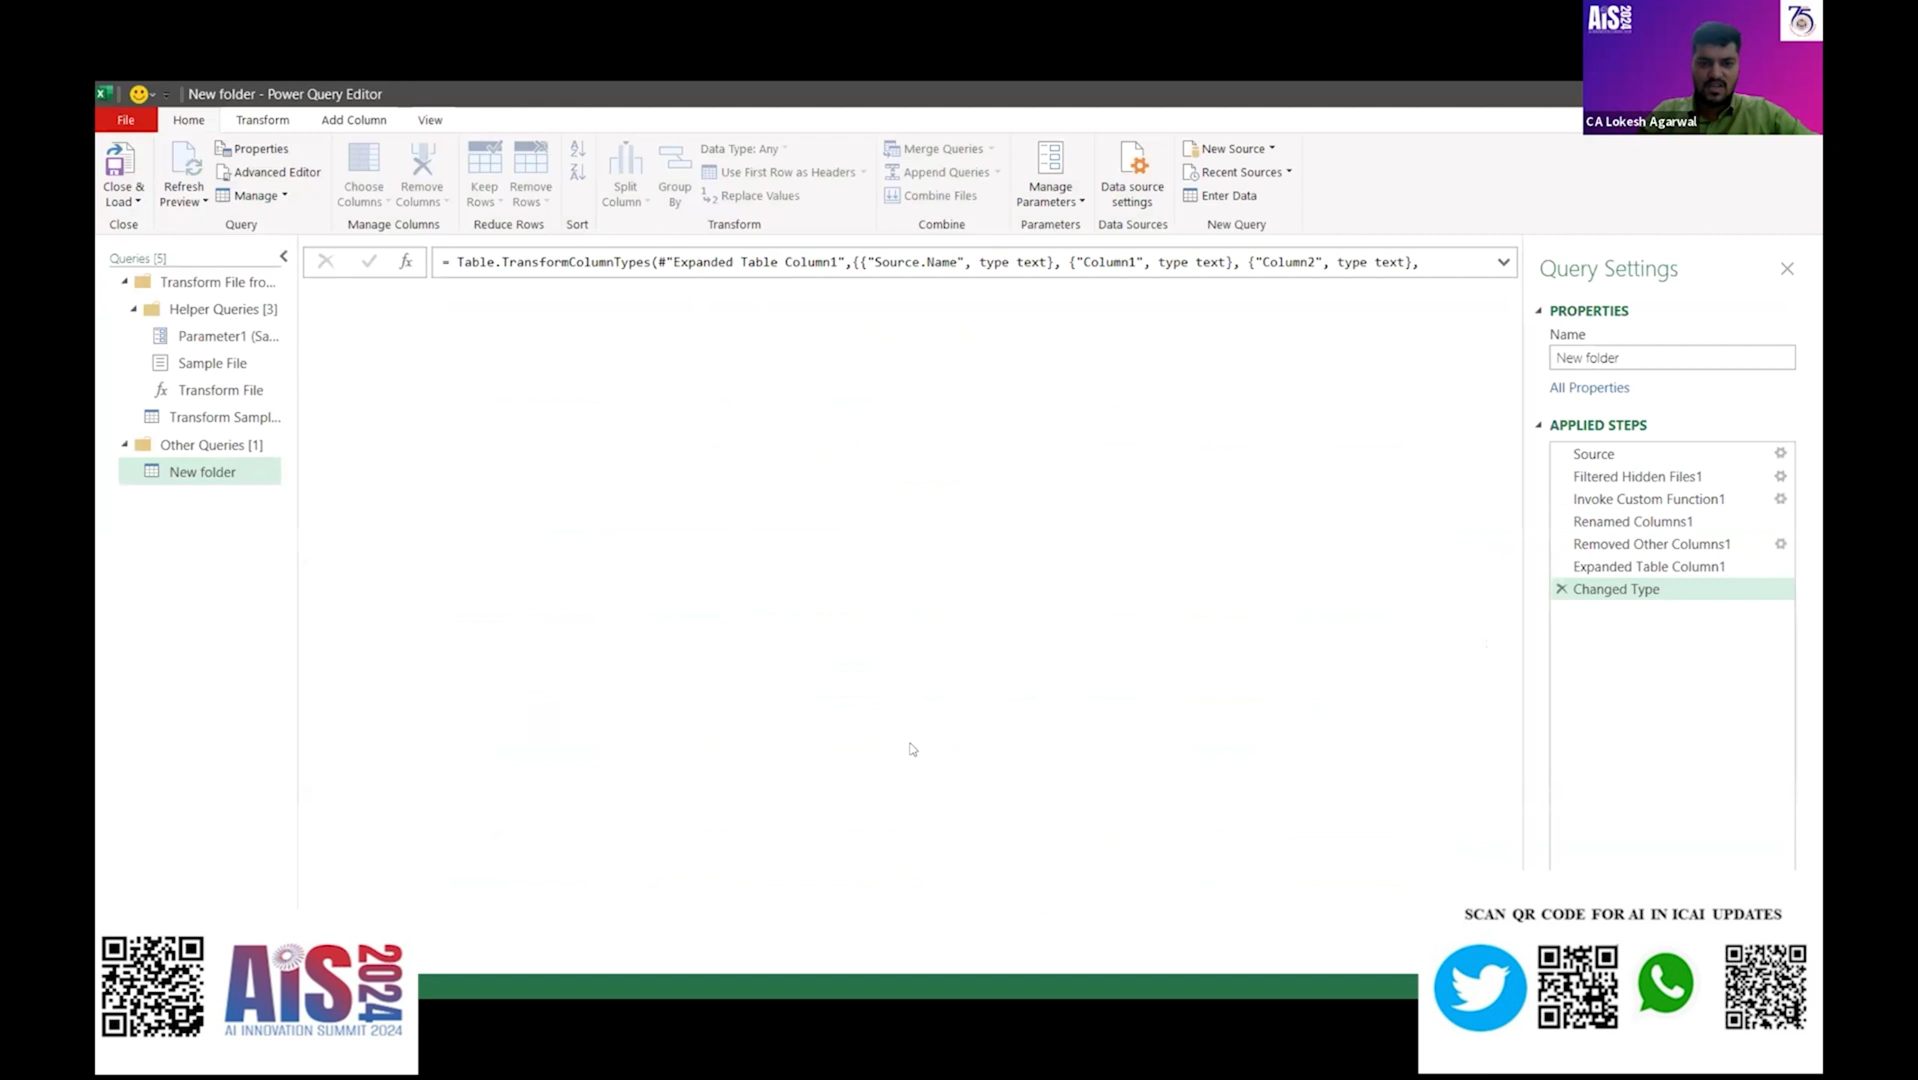 AiS 2024
75
CA Lokesh Agarwal
New folder - Power Query Editor
File Home Transform Add Column View
Close & Load
Close
Refresh Preview
Properties
Advanced Editor
Manage
Query
Choose Columns
Remove Columns
Manage Columns
Keep Rows
Remove Rows
Reduce Rows
Sort
Split Column
Group By
Data Type: Any
Use First Row as Headers
Replace Values
Transform
Merge Queries
Append Queries
Combine Files
Combine
Manage Parameters
Parameters
Data source settings
Data Sources
New Source
Recent Sources
Enter Data
New Query
Queries [5]
Transform File fro...
Helper Queries [3]
Parameter1 (Sa...
Sample File
fx Transform File
Transform Sampl...
Other Queries [1]
New folder
fx = Table.TransformColumnTypes(#"Expanded Table Column1",{{"Source.Name", type text}, {"Column1", type text}, {"Column2", type text},
Query Settings
PROPERTIES
Name
New folder
All Properties
APPLIED STEPS
Source
Filtered Hidden Files1
Invoke Custom Function1
Renamed Columns1
Removed Other Columns1
Expanded Table Column1
Changed Type
AiS 2024
AI INNOVATION SUMMIT 2024
SCAN QR CODE FOR AI IN ICAI UPDATES